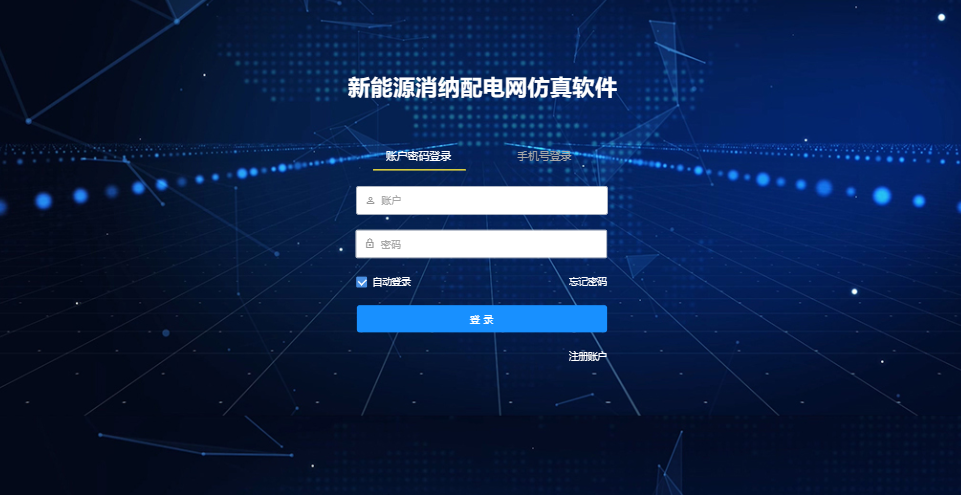 新能源消纳配电网仿真软件
账户密码登录 手机号登录
账户
密码
自动登录 忘记密码
登 录
注册账户